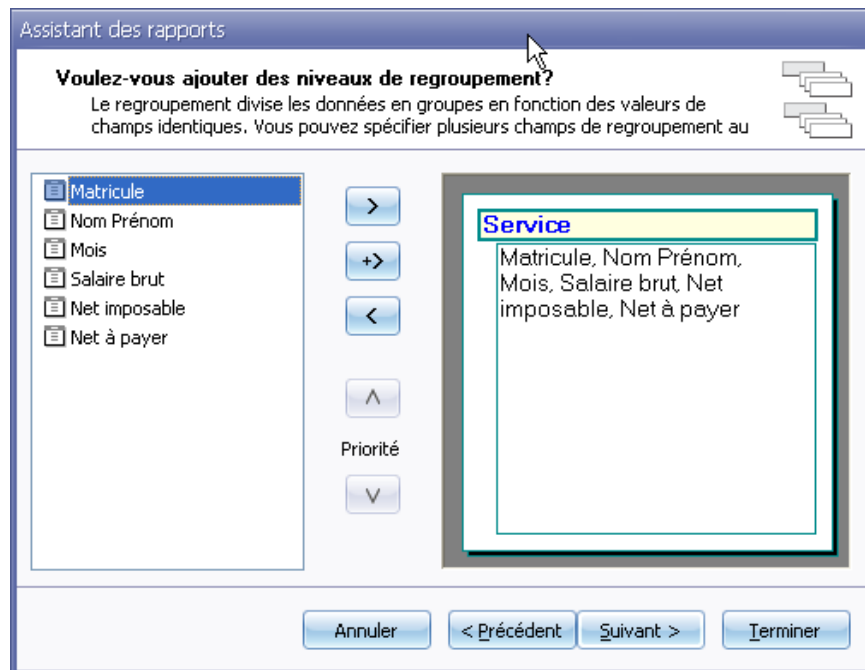 Assistant des rapports
Voulez-vous ajouter des niveaux de regroupement?
Le regroupement divise les données en groupes en fonction des valeurs de
champs identiques. Vous pouvez spécifier plusieurs champs de regroupement au
Matricule
Nom Prénom
Mois
Salaire brut
Net imposable
Net à payer
>
+>
<
Priorité
Service
Matricule, Nom Prénom,
Mois, Salaire brut, Net
imposable, Net à payer
Annuler
< Précédent
Suivant >
Terminer